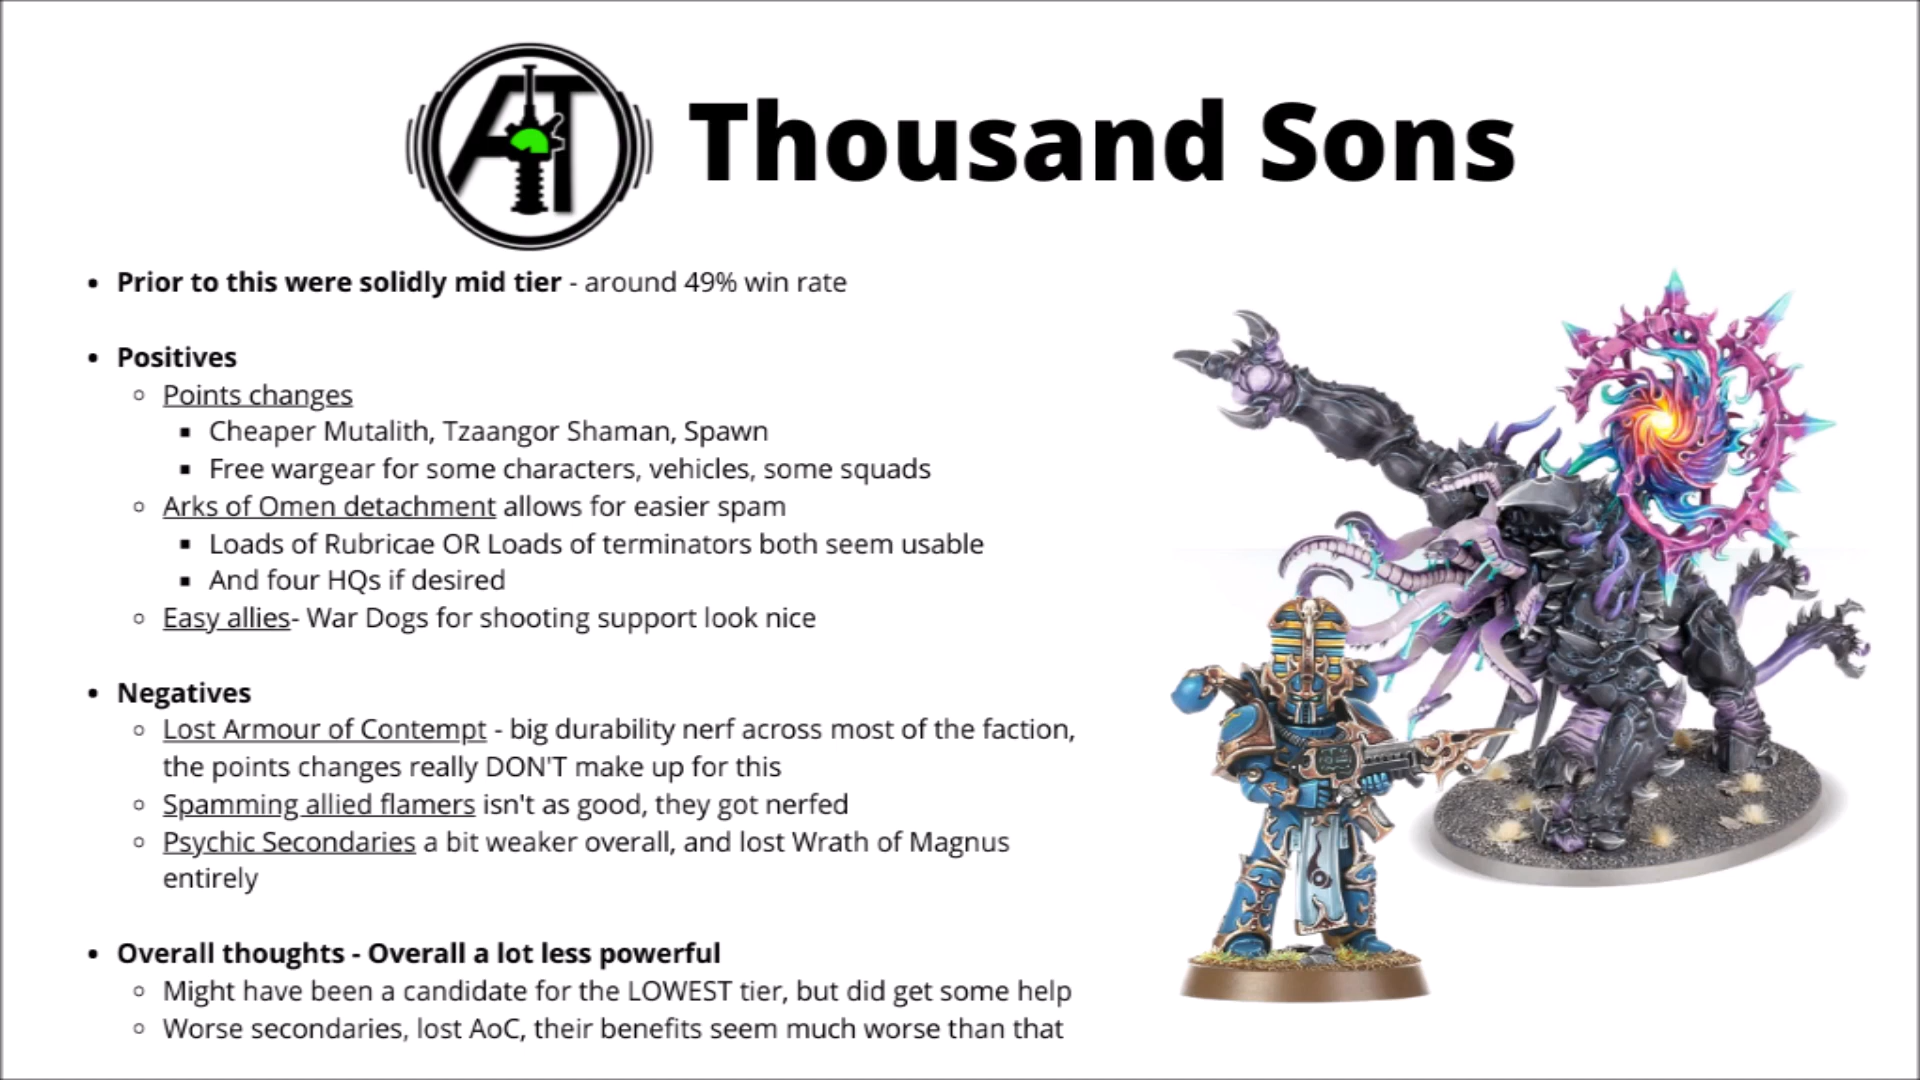 AT
Thousand Sons
• Prior to this were solidly mid tier - around 49% win rate
• Positives
◦ Points changes
▪ Cheaper Mutalith, Tzaangor Shaman, Spawn
▪ Free wargear for some characters, vehicles, some squads
◦ Arks of Omen detachment allows for easier spam
▪ Loads of Rubricae OR Loads of terminators both seem usable
▪ And four HQs if desired
◦ Easy allies- War Dogs for shooting support look nice
• Negatives
◦ Lost Armour of Contempt - big durability nerf across most of the faction,
the points changes really DON'T make up for this
◦ Spamming allied flamers isn't as good, they got nerfed
◦ Psychic Secondaries a bit weaker overall, and lost Wrath of Magnus
entirely
• Overall thoughts - Overall a lot less powerful
◦ Might have been a candidate for the LOWEST tier, but did get some help
◦ Worse secondaries, lost AoC, their benefits seem much worse than that